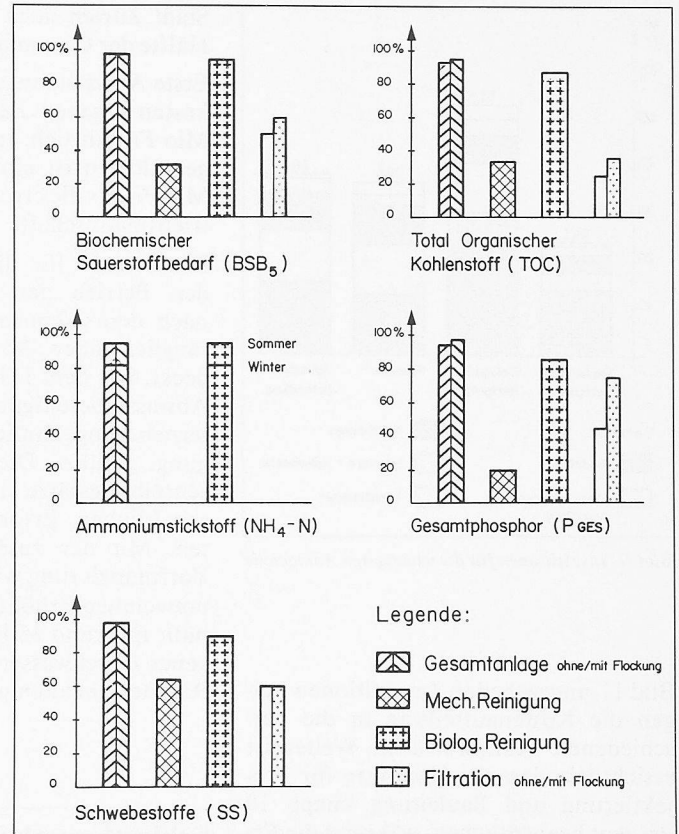 100%
80
60
40
20
0
Biochemischer
Sauerstoffbedarf (BSB5)
100%
80
60
40
20
0
Total Organischer
Kohlenstoff (TOC)
100%
80
60
40
20
0
Sommer
Winter
Ammoniumstickstoff (NH4-N)
100%
80
60
40
20
0
Gesamtphosphor (P GES)
100%
80
60
40
20
0
Schwebestoffe (SS)
Legende:
Gesamtanlage ohne/mit Flockung
Mech. Reinigung
Biolog. Reinigung
Filtration ohne/mit Flockung